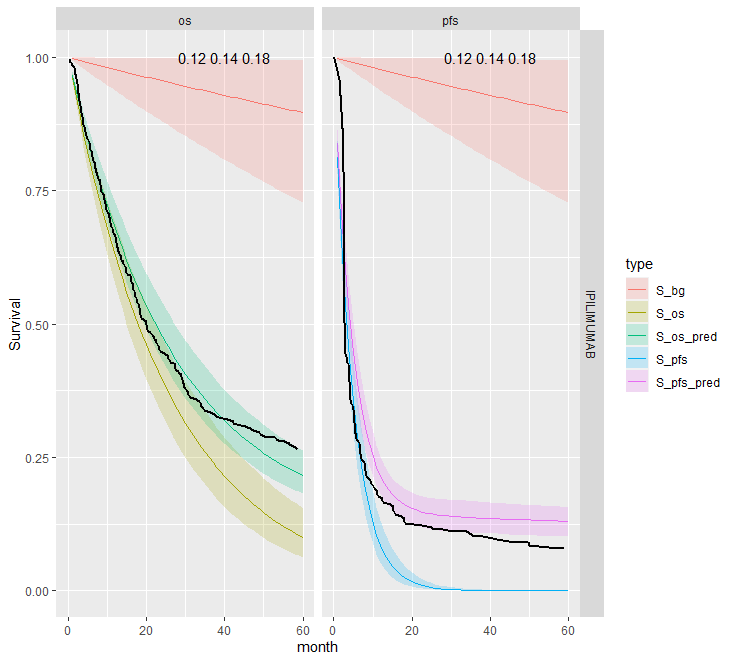 os
pfs
0.12 0.14 0.18
0.12 0.14 0.18
1.00
0.75
0.50
0.25
0.00
Survival
0
20
40
60
0
20
40
60
month
IPILIMUMAB
type
S_bg
S_os
S_os_pred
S_pfs
S_pfs_pred